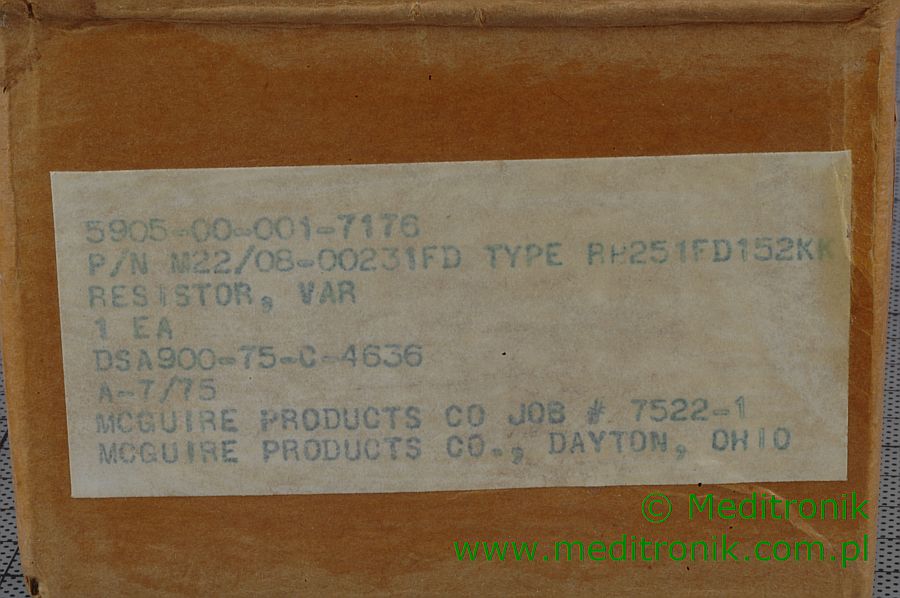 5905-00-001-7176
P/N M22/08-00231FD TYPE RP251FD152KK
RESISTOR, VAR
1 EA
DSA900-75-C-4636
A-7/75
MCGUIRE PRODUCTS CO JOB # 7522-1
MCGUIRE PRODUCTS CO., DAYTON, OHIO
© Meditronik
www.meditronik.com.pl